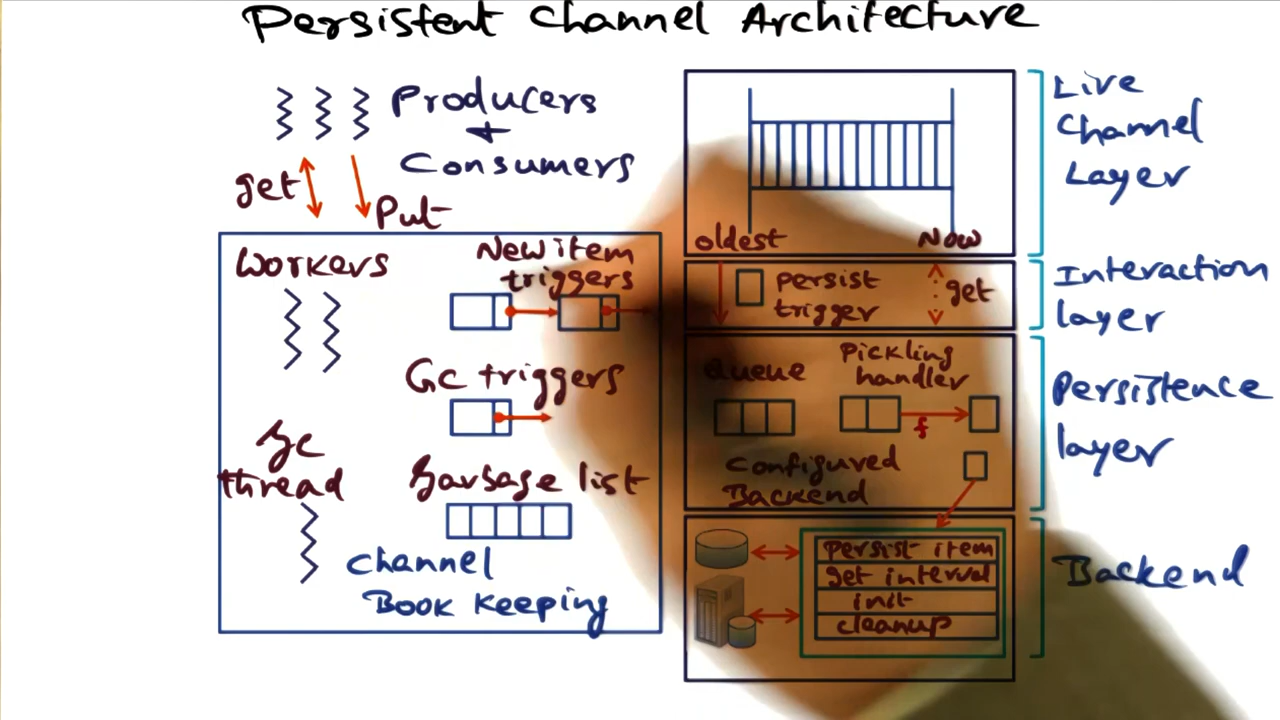 Persistent Channel Architecture
Producers
+
Consumers
get
Put
Workers
New item
triggers
GC triggers
GC
thread
Garbage list
Channel
Book keeping
oldest
Now
persist
trigger
get
Queue
Pickling
handler
f
Configured
Backend
persist item
get interval
init
cleanup
Live
Channel
Layer
Interaction
layer
Persistence
layer
Backend